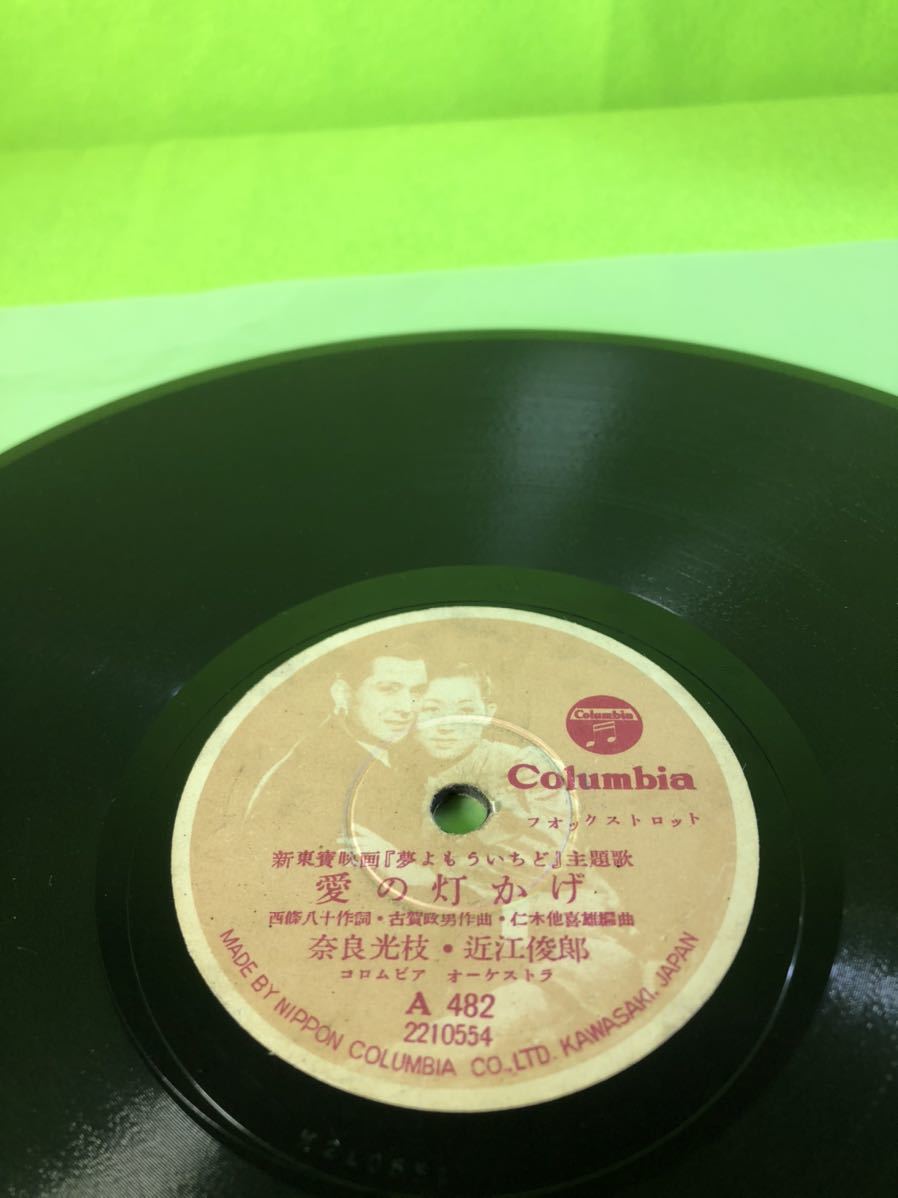 Columbia
Columbia
フオックストロット
新東寶映画『夢よもういちど』主題歌
愛の灯かげ
西條八十作詞・古賀政男作曲・仁木他喜雄編曲
奈良光枝・近江俊郎
コロムビア オーケストラ
A 482
2210554
MADE BY NIPPON COLUMBIA CO., LTD. KAWASAKI, JAPAN